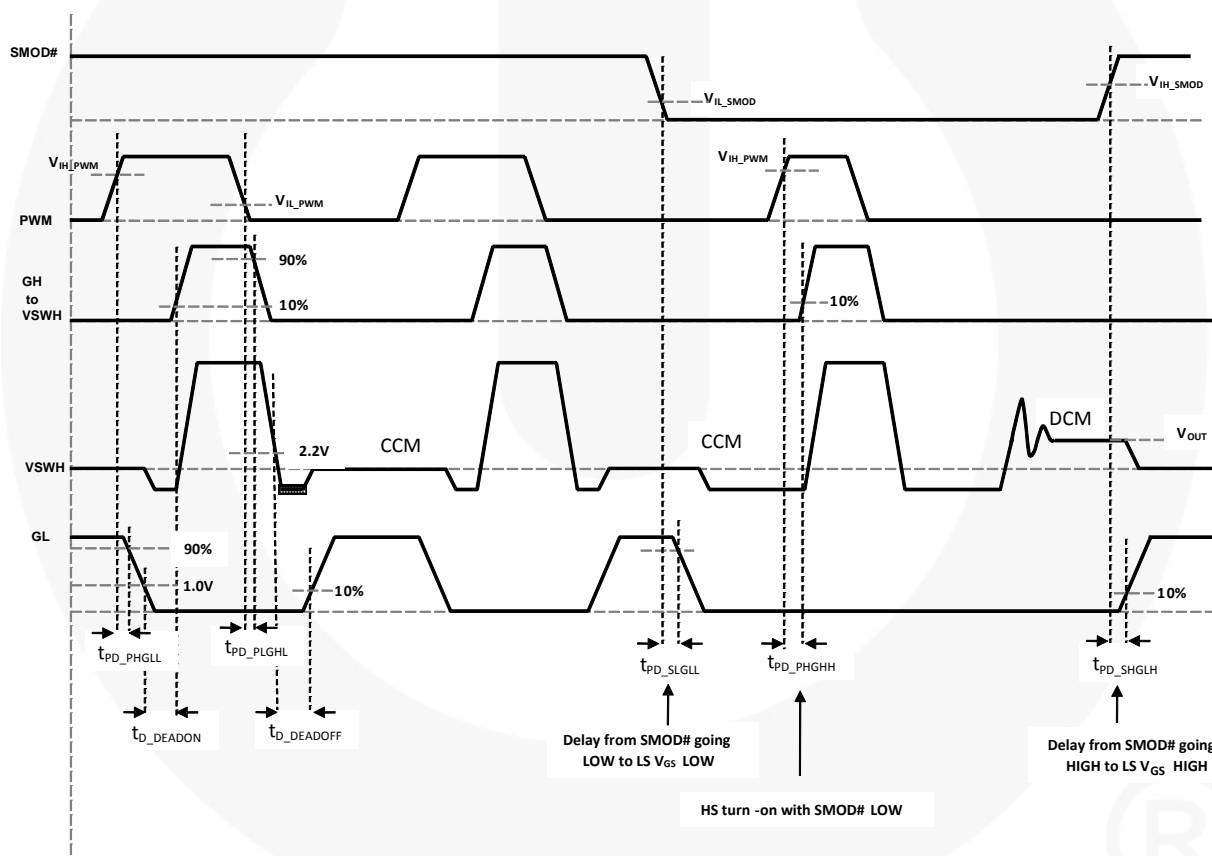 SMOD#
V_IL_SMOD
V_IH_SMOD
V_IH_PWM
V_IL_PWM
V_IH_PWM
PWM
GH
to
VSWH
90%
10%
10%
2.2V
CCM
CCM
DCM
V_OUT
VSWH
GL
90%
1.0V
10%
10%
t_PD_PHGLL
t_PD_PLGHL
t_PD_SLGLL
t_PD_PHGHH
t_PD_SHGLH
t_D_DEADON
t_D_DEADOFF
Delay from SMOD# going
LOW to LS V_GS LOW
Delay from SMOD# going
HIGH to LS V_GS HIGH
HS turn -on with SMOD# LOW
®